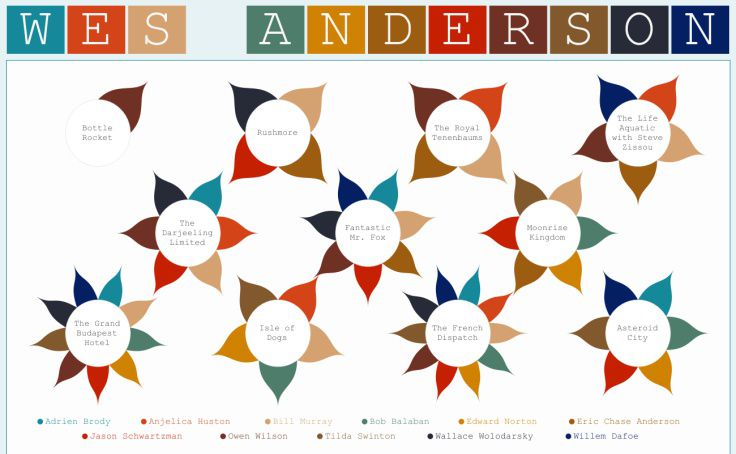 WES ANDERSON
Bottle
Rocket
Rushmore
The Royal
Tenenbaums
The Life
Aquatic
with Steve
Zissou
The
Darjeeling
Limited
Fantastic
Mr. Fox
Moonrise
Kingdom
The Grand
Budapest
Hotel
Isle of
Dogs
The French
Dispatch
Asteroid
City
Adrien Brody Anjelica Huston Bill Murray Bob Balaban Edward Norton Eric Chase Anderson
Jason Schwartzman Owen Wilson Tilda Swinton Wallace Wolodarsky Willem Dafoe